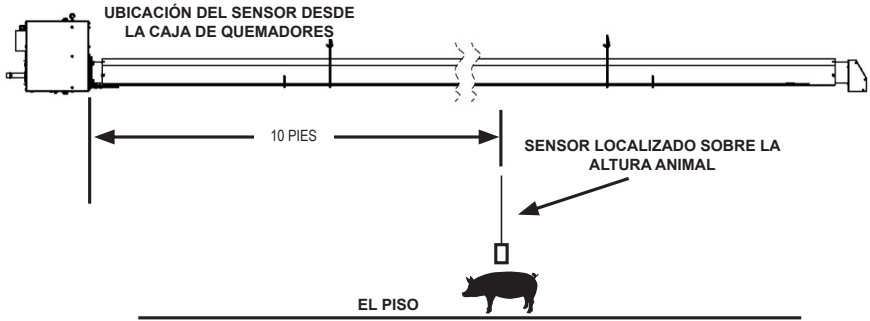 UBICACIÓN DEL SENSOR DESDE
LA CAJA DE QUEMADORES
10 PIES
SENSOR LOCALIZADO SOBRE LA
ALTURA ANIMAL
EL PISO